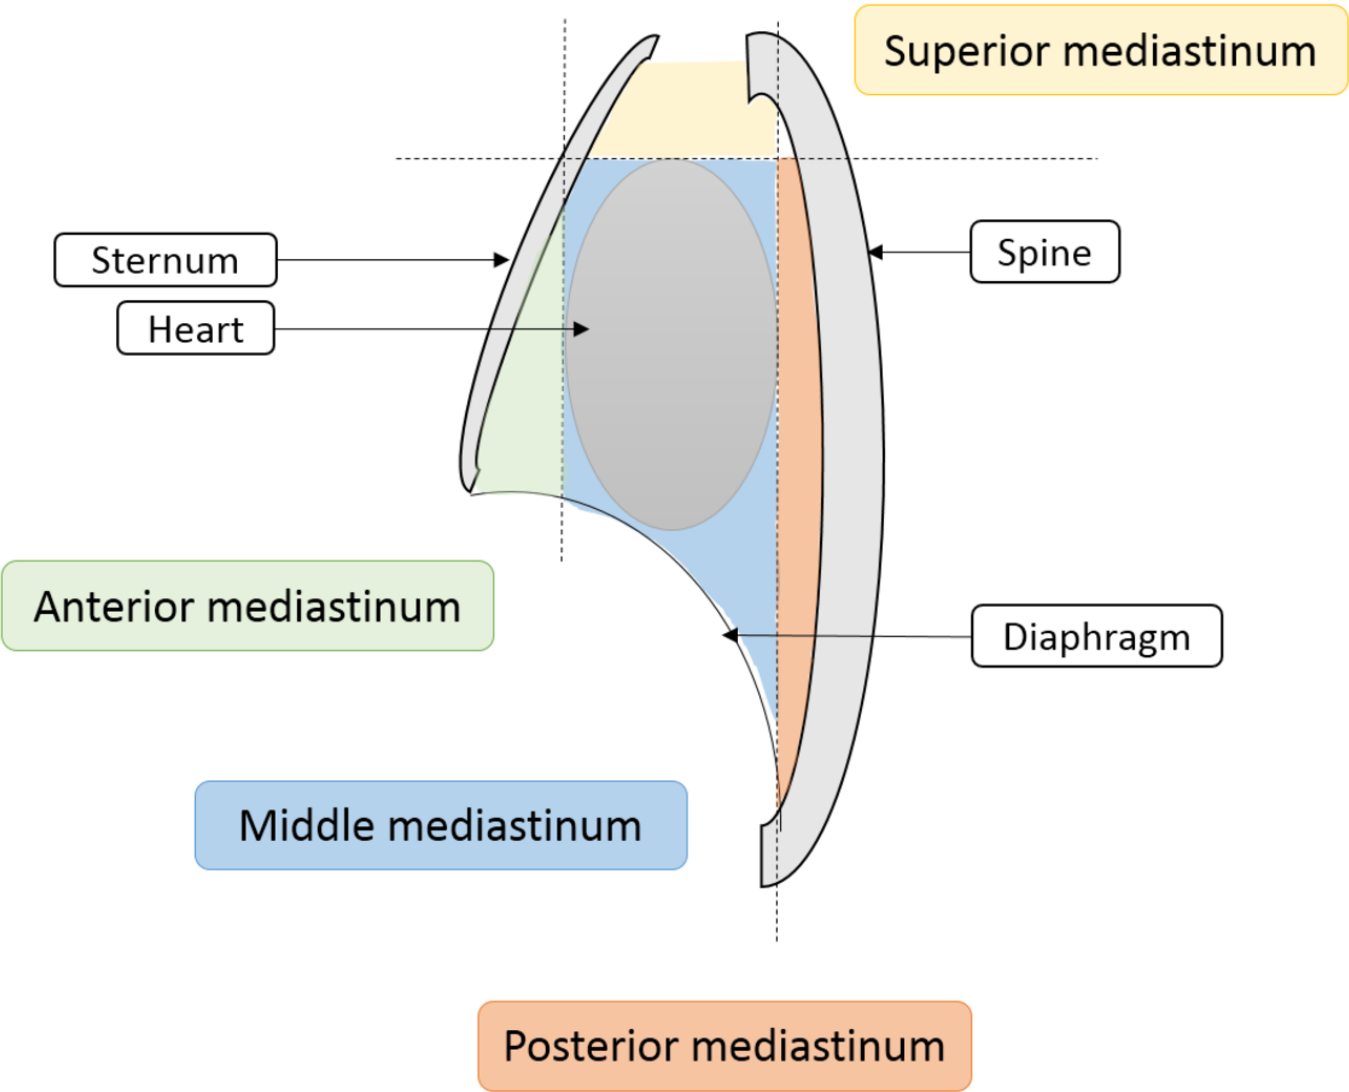 Superior mediastinum
Sternum
Spine
Heart
Anterior mediastinum
Diaphragm
Middle mediastinum
Posterior mediastinum